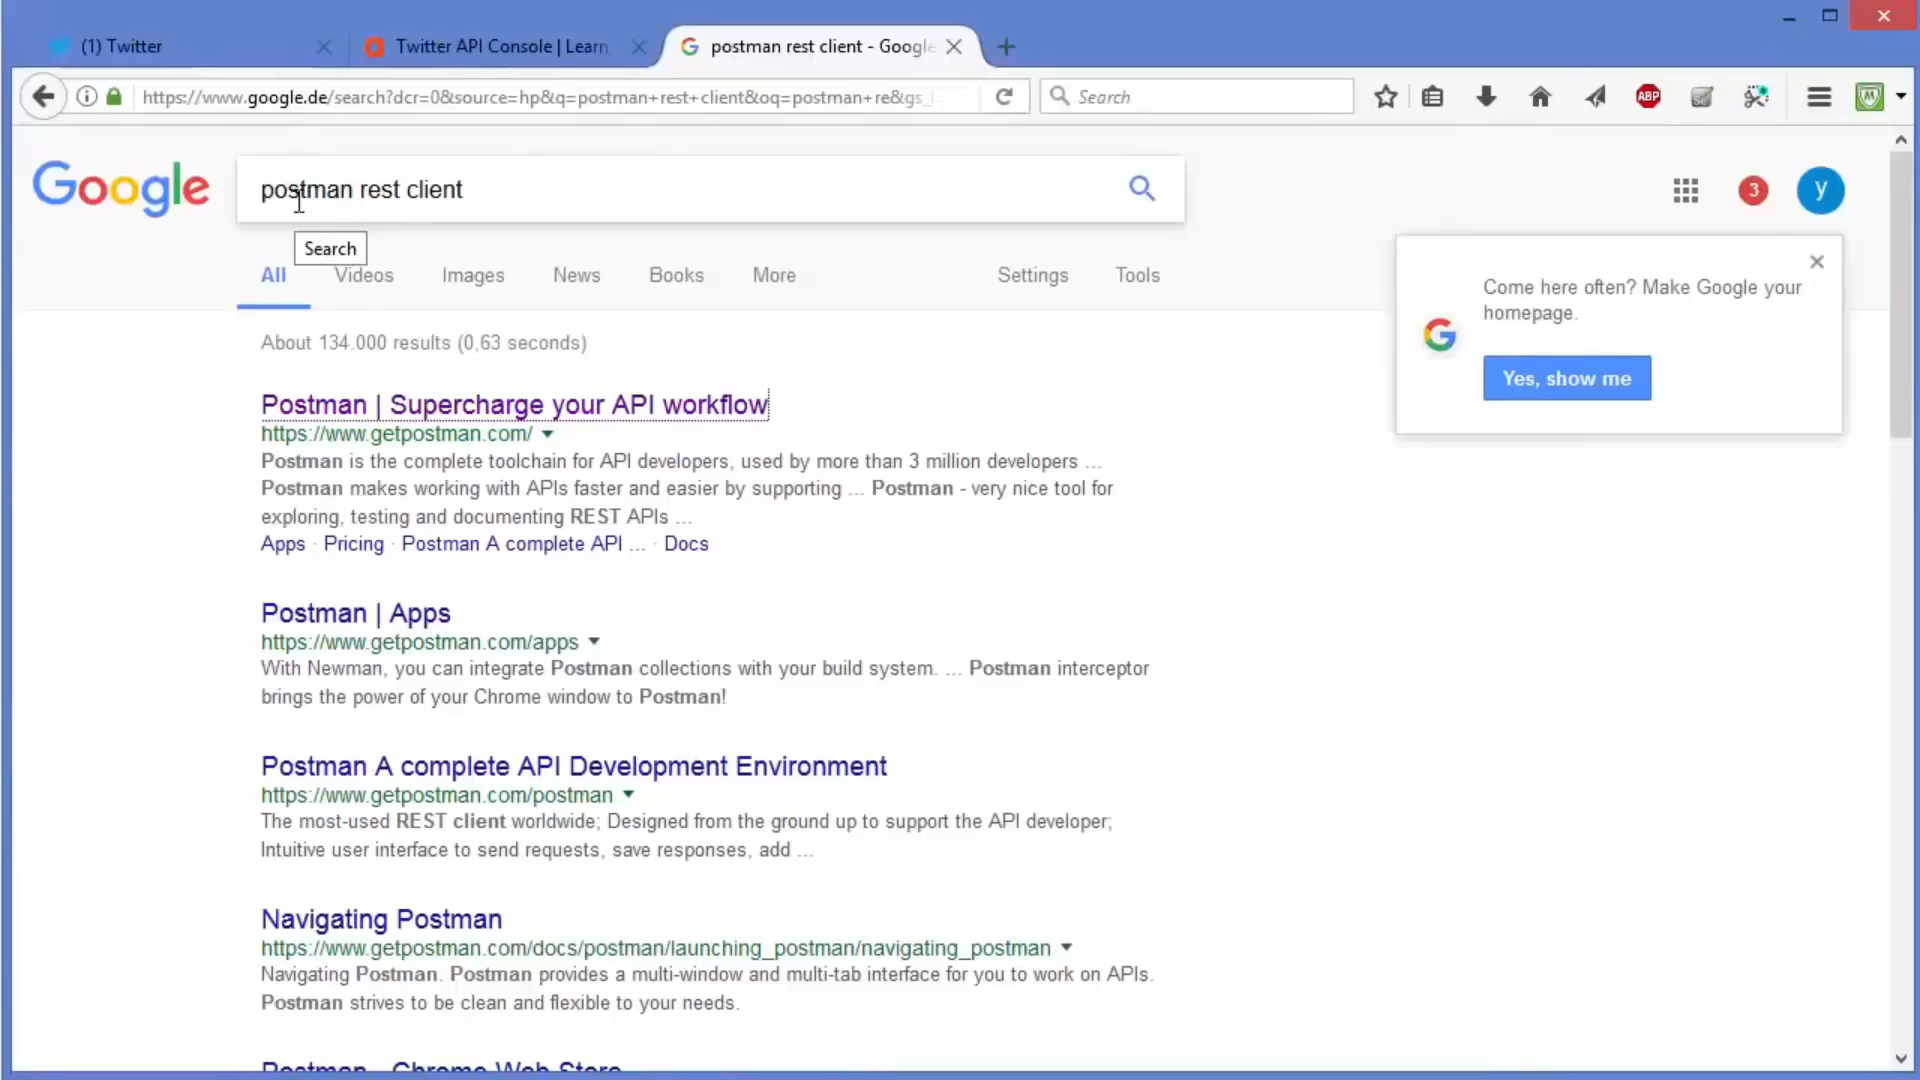 (1) Twitter
Twitter API Console | Learn
postman rest client - Google
https://www.google.de/search?dcr=0&source=hp&q=postman+rest+client&oq=postman+re&gs_l
Search
ABP
Google
postman rest client
3
y
Search
All
Videos
Images
News
Books
More
Settings
Tools
Come here often? Make Google your
homepage.
Yes, show me
About 134.000 results (0,63 seconds)
Postman | Supercharge your API workflow
https://www.getpostman.com/
Postman is the complete toolchain for API developers, used by more than 3 million developers ...
Postman makes working with APIs faster and easier by supporting ... Postman - very nice tool for
exploring, testing and documenting REST APIs ...
Apps · Pricing · Postman A complete API ... · Docs
Postman | Apps
https://www.getpostman.com/apps
With Newman, you can integrate Postman collections with your build system. ... Postman interceptor
brings the power of your Chrome window to Postman!
Postman A complete API Development Environment
https://www.getpostman.com/postman
The most-used REST client worldwide; Designed from the ground up to support the API developer;
Intuitive user interface to send requests, save responses, add ...
Navigating Postman
https://www.getpostman.com/docs/postman/launching_postman/navigating_postman
Navigating Postman. Postman provides a multi-window and multi-tab interface for you to work on APIs.
Postman strives to be clean and flexible to your needs.
Postman - Chrome Web Store